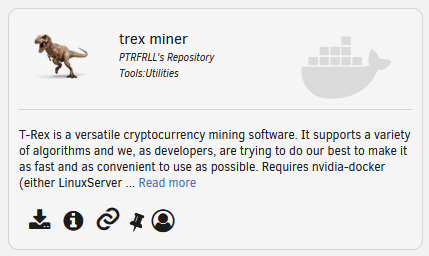 trex miner
PTRFRLL's Repository
Tools:Utilities
T-Rex is a versatile cryptocurrency mining software. It supports a variety
of algorithms and we, as developers, are trying to do our best to make it
as fast and as convenient to use as possible. Requires nvidia-docker
(either LinuxServer ... Read more